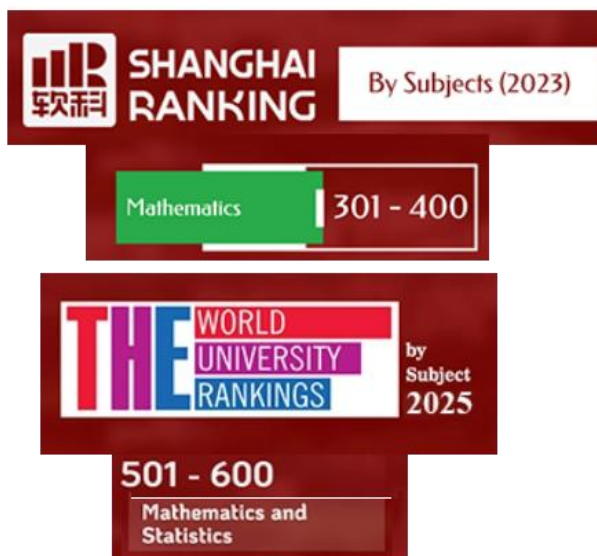 软科
SHANGHAI
RANKING
By Subjects (2023)
Mathematics
301 - 400
THE
WORLD
UNIVERSITY
RANKINGS
by
Subject
2025
501 - 600
Mathematics and
Statistics